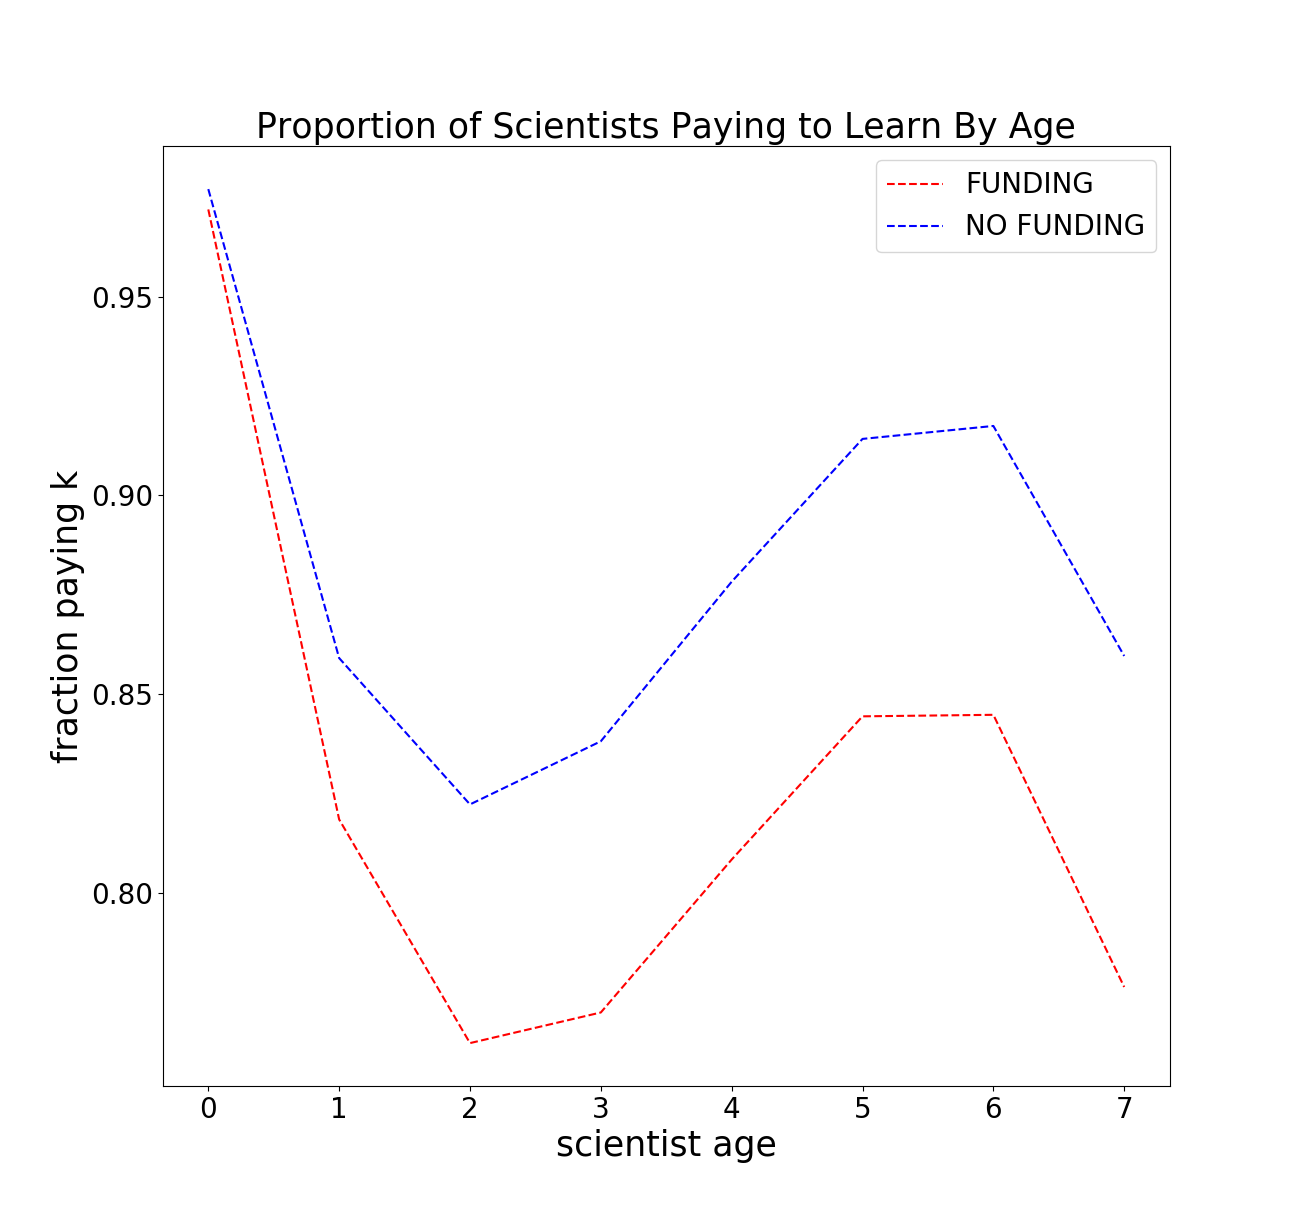 Proportion of Scientists Paying to Learn By Age
FUNDING
NO FUNDING
fraction paying k
0.95
0.90
0.85
0.80
0 1 2 3 4 5 6 7
scientist age